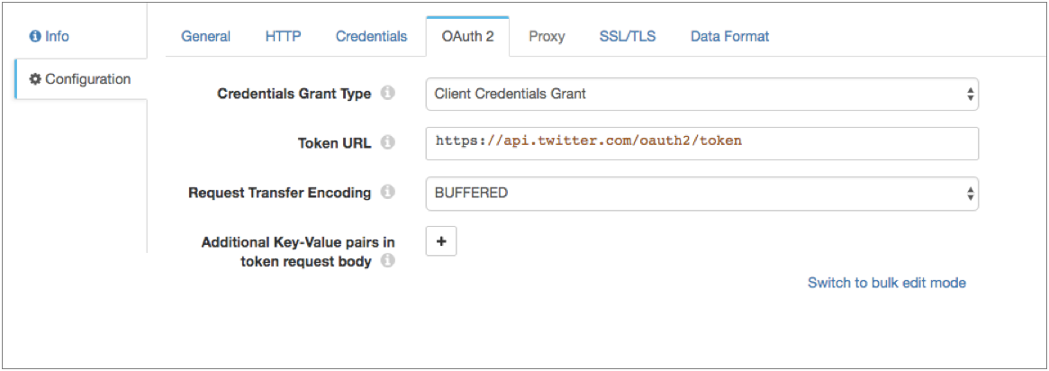 Info
General HTTP Credentials OAuth 2 Proxy SSL/TLS Data Format
Configuration
Credentials Grant Type Client Credentials Grant
Token URL https://api.twitter.com/oauth2/token
Request Transfer Encoding BUFFERED
Additional Key-Value pairs in
token request body
+
Switch to bulk edit mode